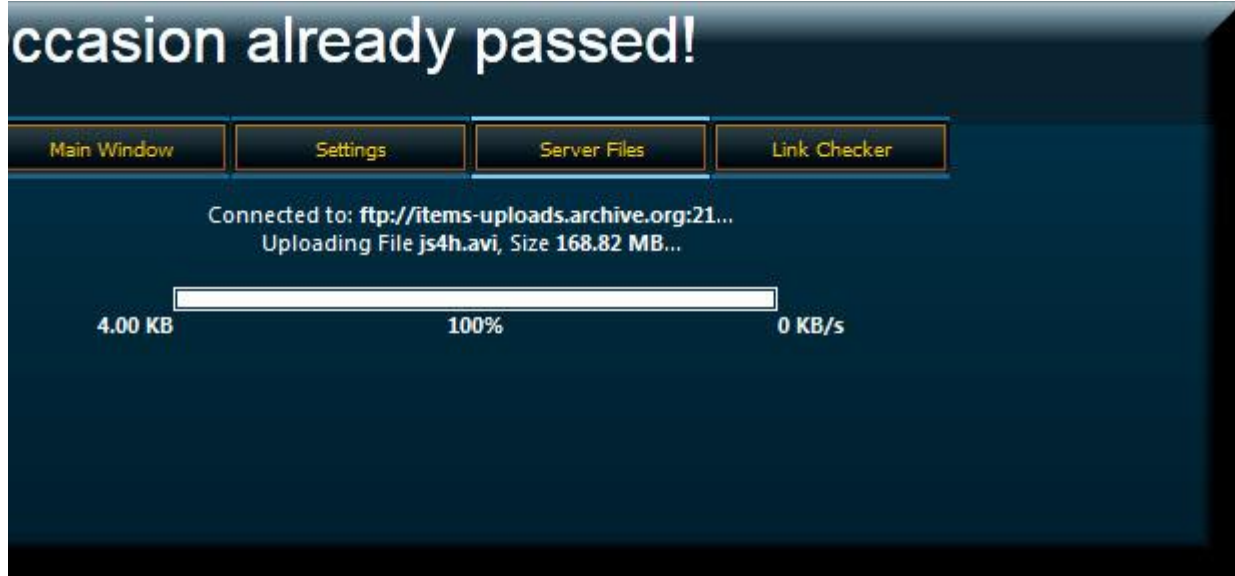 ccasion already passed!
Main Window Settings Server Files Link Checker
Connected to: ftp://items-uploads.archive.org:21...
Uploading File js4h.avi, Size 168.82 MB...
4.00 KB 100% 0 KB/s